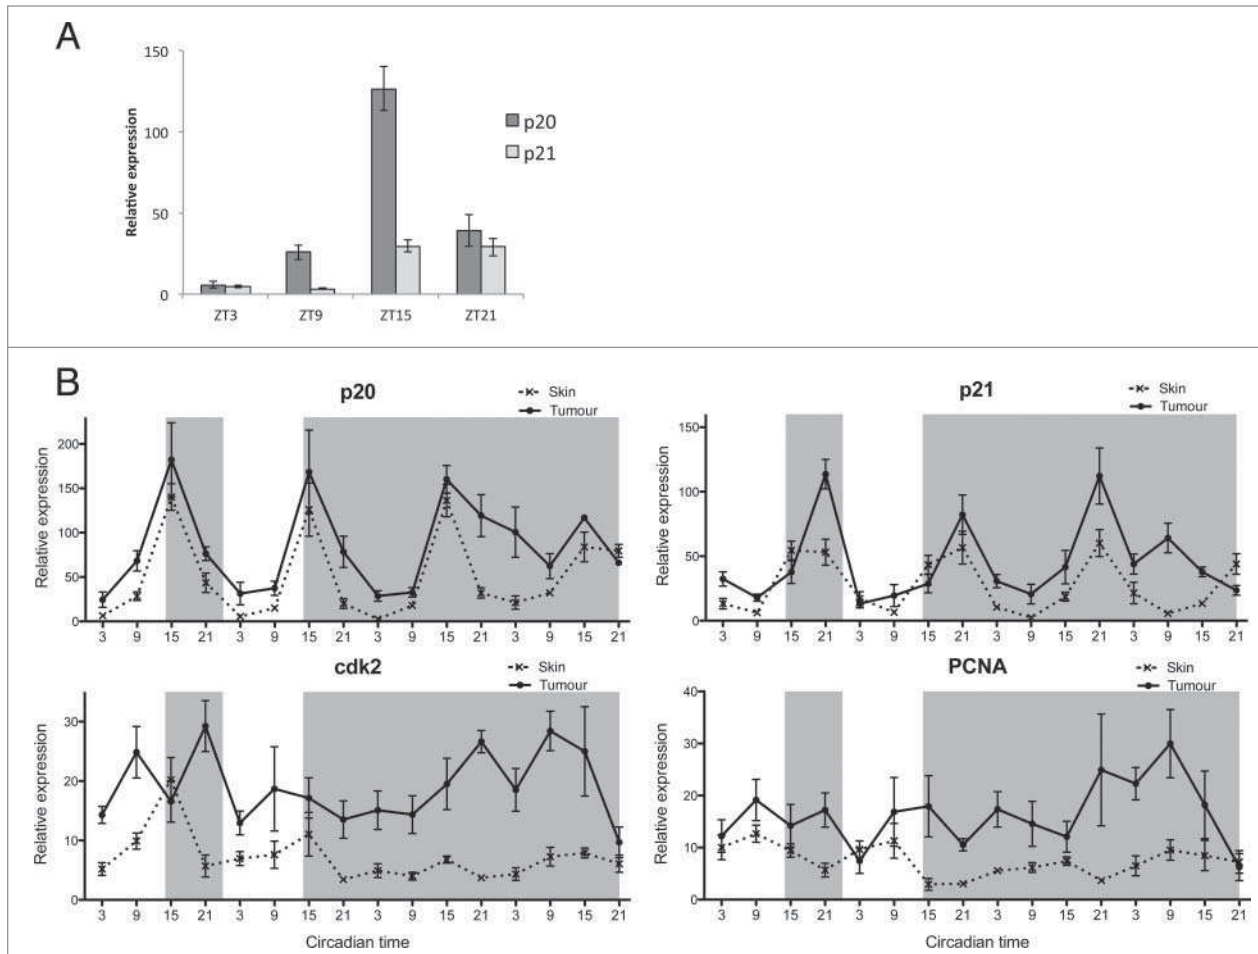 A
150
100
50
0
Relative expression
p20
p21
ZT3 ZT9 ZT15 ZT21
B
p20
Skin
Tumour
200
150
100
50
0
Relative expression
3 9 15 21 3 9 15 21 3 9 15 21 3 9 15 21
p21
Skin
Tumour
150
100
50
0
Relative expression
3 9 15 21 3 9 15 21 3 9 15 21 3 9 15 21
cdk2
Skin
Tumour
30
20
10
0
Relative expression
3 9 15 21 3 9 15 21 3 9 15 21 3 9 15 21
Circadian time
PCNA
Skin
Tumour
40
30
20
10
0
Relative expression
3 9 15 21 3 9 15 21 3 9 15 21 3 9 15 21
Circadian time